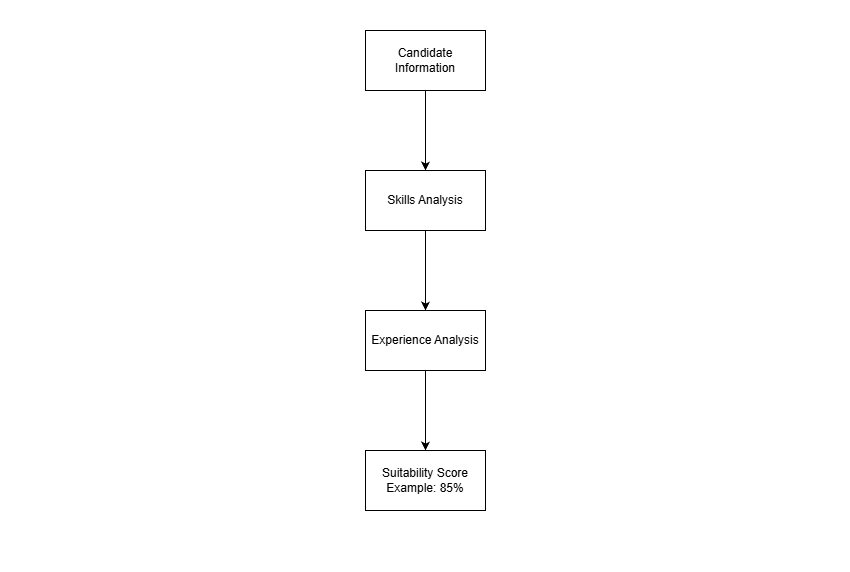 Candidate
Information
Skills Analysis
Experience Analysis
Suitability Score
Example: 85%